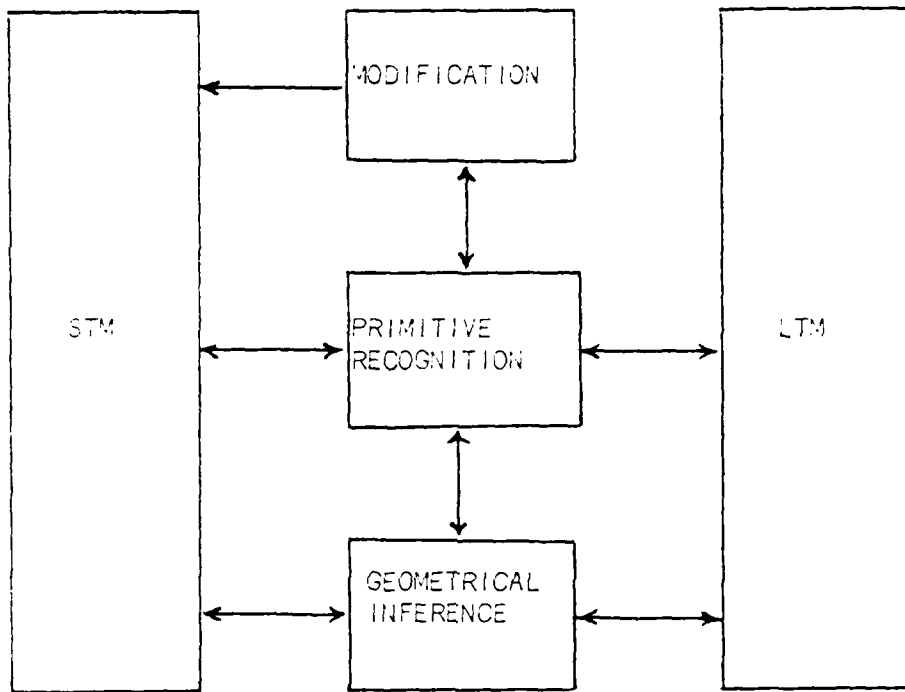 MODIFICATION
STM
PRIMITIVE
RECOGNITION
LTM
GEOMETRICAL
INFERENCE